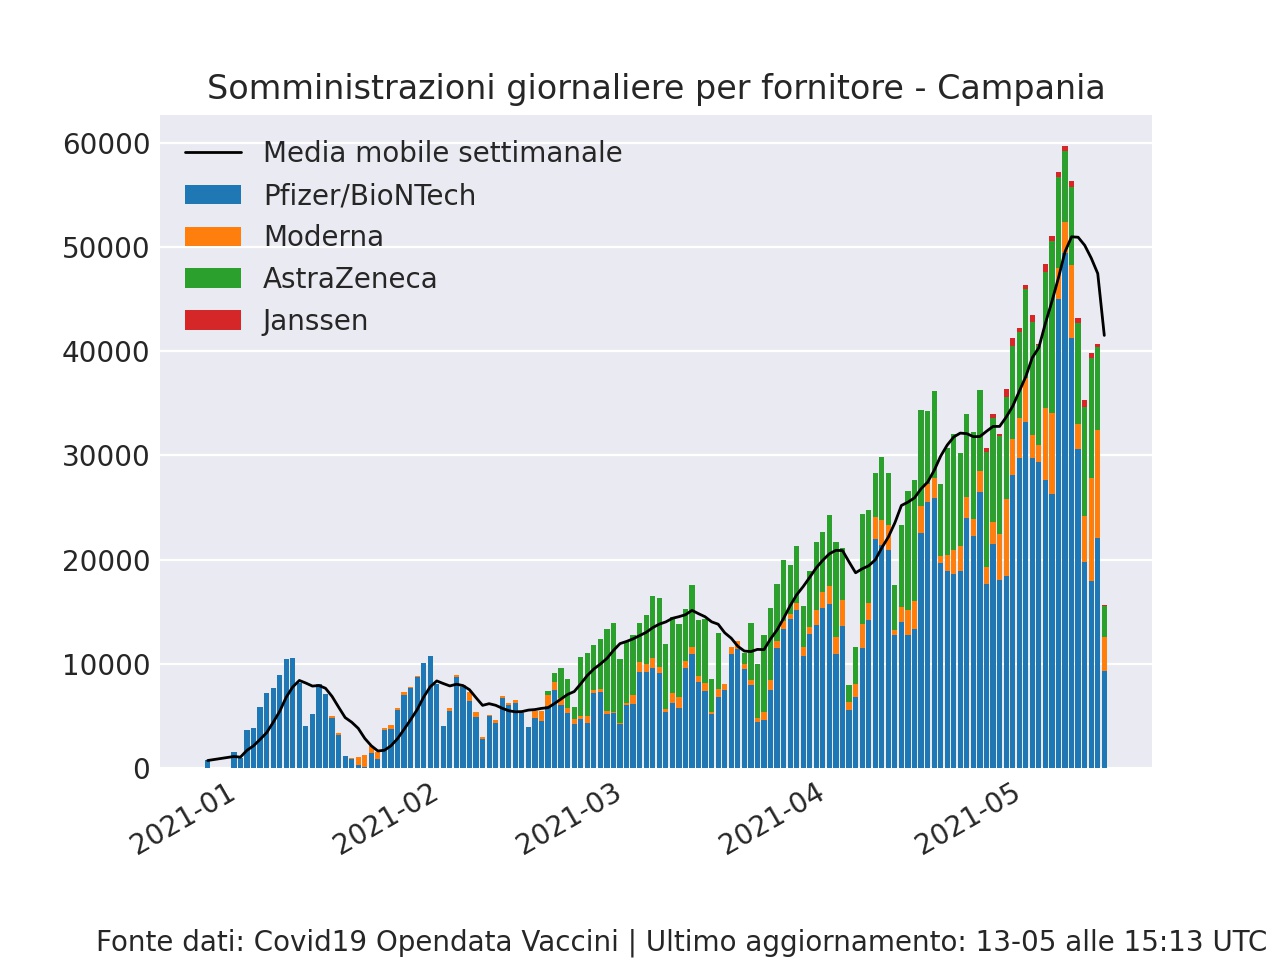 Somministrazioni giornaliere per fornitore - Campania
60000
50000
40000
30000
20000
10000
0
Media mobile settimanale
Pfizer/BioNTech
Moderna
AstraZeneca
Janssen
2021-01
2021-02
2021-03
2021-04
2021-05
Fonte dati: Covid19 Opendata Vaccini | Ultimo aggiornamento: 13-05 alle 15:13 UTC